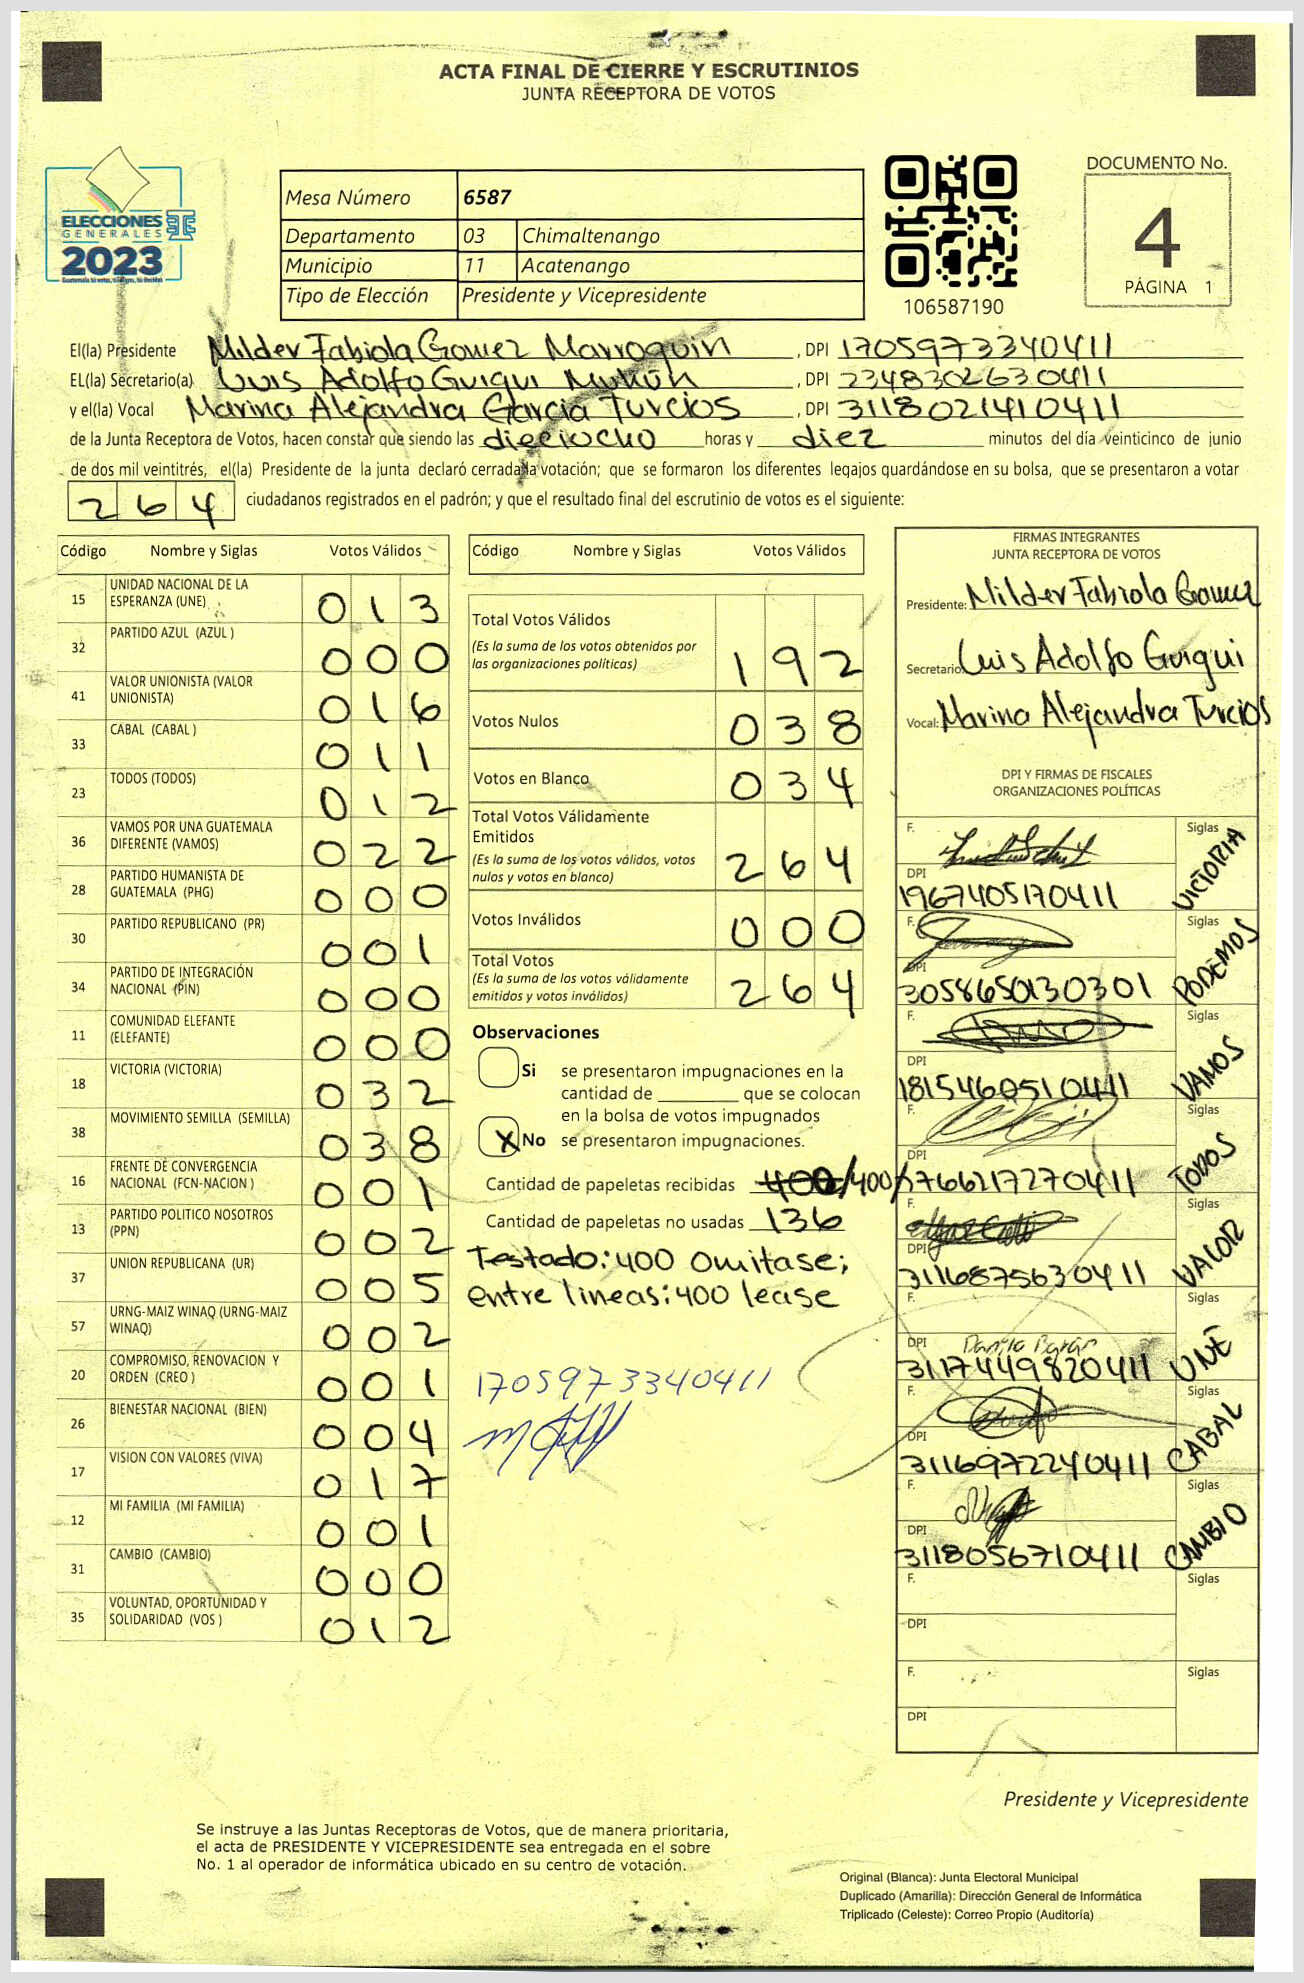 ACTA FINAL DE CIERRE Y ESCRUTINIOS
JUNTA RECEPTORA DE VOTOS
ELECCIONES
GENERALES
2023
Mesa Número 6587
Departamento 03 Chimaltenango
Municipio 11 Acatenango
Tipo de Elección Presidente y Vicepresidente
106587190
DOCUMENTO No.
4
PÁGINA 1
El(la) Presidente Milder Fabiola Gomez Marroquin , DPI 1705973340411
EL(la) Secretario(a) Luis Adolfo Guiqui Mukún , DPI 2348302630411
y el(la) Vocal Marina Alejandra Garcia Turcios , DPI 3118021410411
de la Junta Receptora de Votos, hacen constar que siendo las dieciocho horas y diez minutos del día veinticinco de junio
de dos mil veintitrés, el(la) Presidente de la junta declaró cerrada la votación; que se formaron los diferentes legajos guardándose en su bolsa, que se presentaron a votar
264 ciudadanos registrados en el padrón; y que el resultado final del escrutinio de votos es el siguiente:
Código Nombre y Siglas Votos Válidos
15 UNIDAD NACIONAL DE LA ESPERANZA (UNE) 013
32 PARTIDO AZUL (AZUL ) 000
41 VALOR UNIONISTA (VALOR UNIONISTA) 016
33 CABAL (CABAL ) 011
23 TODOS (TODOS) 012
36 VAMOS POR UNA GUATEMALA DIFERENTE (VAMOS) 022
28 PARTIDO HUMANISTA DE GUATEMALA (PHG) 000
30 PARTIDO REPUBLICANO (PR) 001
34 PARTIDO DE INTEGRACIÓN NACIONAL (PIN) 000
11 COMUNIDAD ELEFANTE (ELEFANTE) 000
18 VICTORIA (VICTORIA) 032
38 MOVIMIENTO SEMILLA (SEMILLA) 038
16 FRENTE DE CONVERGENCIA NACIONAL (FCN-NACION ) 001
13 PARTIDO POLITICO NOSOTROS (PPN) 002
37 UNION REPUBLICANA (UR) 005
57 URNG-MAIZ WINAQ (URNG-MAIZ WINAQ) 002
20 COMPROMISO, RENOVACION Y ORDEN (CREO ) 001
26 BIENESTAR NACIONAL (BIEN) 004
17 VISION CON VALORES (VIVA) 017
12 MI FAMILIA (MI FAMILIA) 001
31 CAMBIO (CAMBIO) 000
35 VOLUNTAD, OPORTUNIDAD Y SOLIDARIDAD (VOS ) 012
Código Nombre y Siglas Votos Válidos
Total Votos Válidos
(Es la suma de los votos obtenidos por
las organizaciones políticas) 192
Votos Nulos 038
Votos en Blanco 034
Total Votos Válidamente
Emitidos
(Es la suma de los votos válidos, votos
nulos y votos en blanco) 264
Votos Inválidos 000
Total Votos
(Es la suma de los votos válidamente
emitidos y votos inválidos) 264
Observaciones
Si se presentaron impugnaciones en la
cantidad de ________ que se colocan
en la bolsa de votos impugnados
X No se presentaron impugnaciones.
Cantidad de papeletas recibidas 400/400/
Cantidad de papeletas no usadas 136
Testado: 400 omitase;
entre lineas: 400 lease
1705973340411
FIRMAS INTEGRANTES
JUNTA RECEPTORA DE VOTOS
Presidente: Milder Fabiola Gomez
Secretario: Luis Adolfo Guiqui
Vocal: Marina Alejandra Turcios
DPI Y FIRMAS DE FISCALES
ORGANIZACIONES POLÍTICAS
F. Siglas VICTORIA
DPI 1967405170411
F. Siglas PODEMOS
DPI 3058650130301
F. Siglas VAMOS
DPI 1815460510411
F. Siglas TODOS
DPI 1766217270411
F. Siglas VALOR
DPI 3116875630411
F. Siglas UNE
DPI 3117449820411
F. Siglas CABAL
DPI 3116972240411
F. Siglas CAMBIO
DPI 3118056710411
F. Siglas
DPI
F. Siglas
DPI
Presidente y Vicepresidente
Se instruye a las Juntas Receptoras de Votos, que de manera prioritaria,
el acta de PRESIDENTE Y VICEPRESIDENTE sea entregada en el sobre
No. 1 al operador de informática ubicado en su centro de votación.
Original (Blanca): Junta Electoral Municipal
Duplicado (Amarilla): Dirección General de Informática
Triplicado (Celeste): Correo Propio (Auditoría)